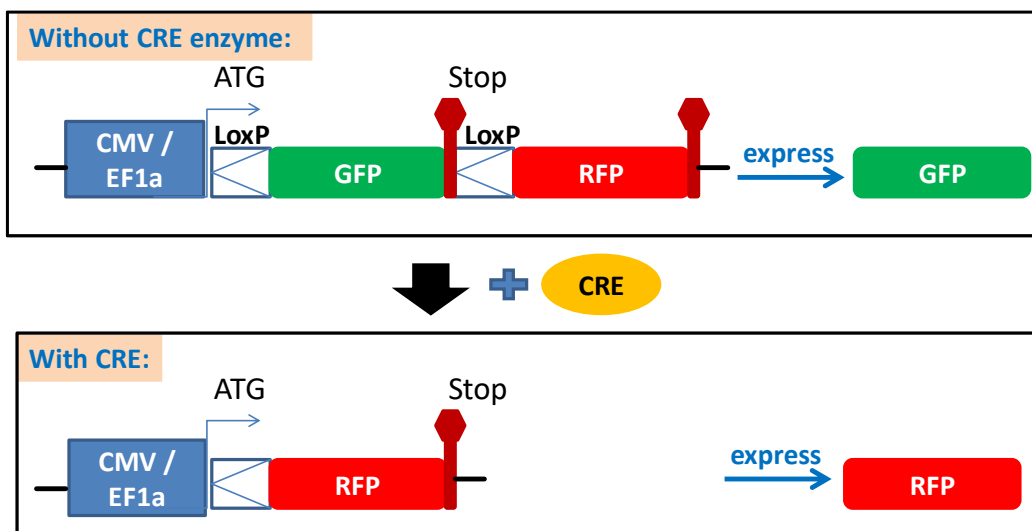 Without CRE enzyme:
ATG
Stop
LoxP
LoxP
CMV /
EF1a
GFP
RFP
express
GFP
CRE
With CRE:
ATG
Stop
CMV /
EF1a
RFP
express
RFP